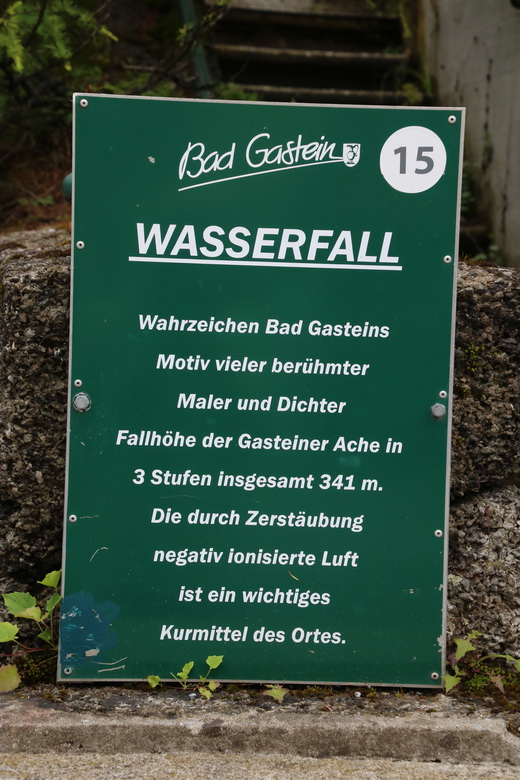 Bad Gastein
15
WASSERFALL
Wahrzeichen Bad Gasteins
Motiv vieler berühmter
Maler und Dichter
Fallhöhe der Gasteiner Ache in
3 Stufen insgesamt 341 m.
Die durch Zerstäubung
negativ ionisierte Luft
ist ein wichtiges
Kurmittel des Ortes.